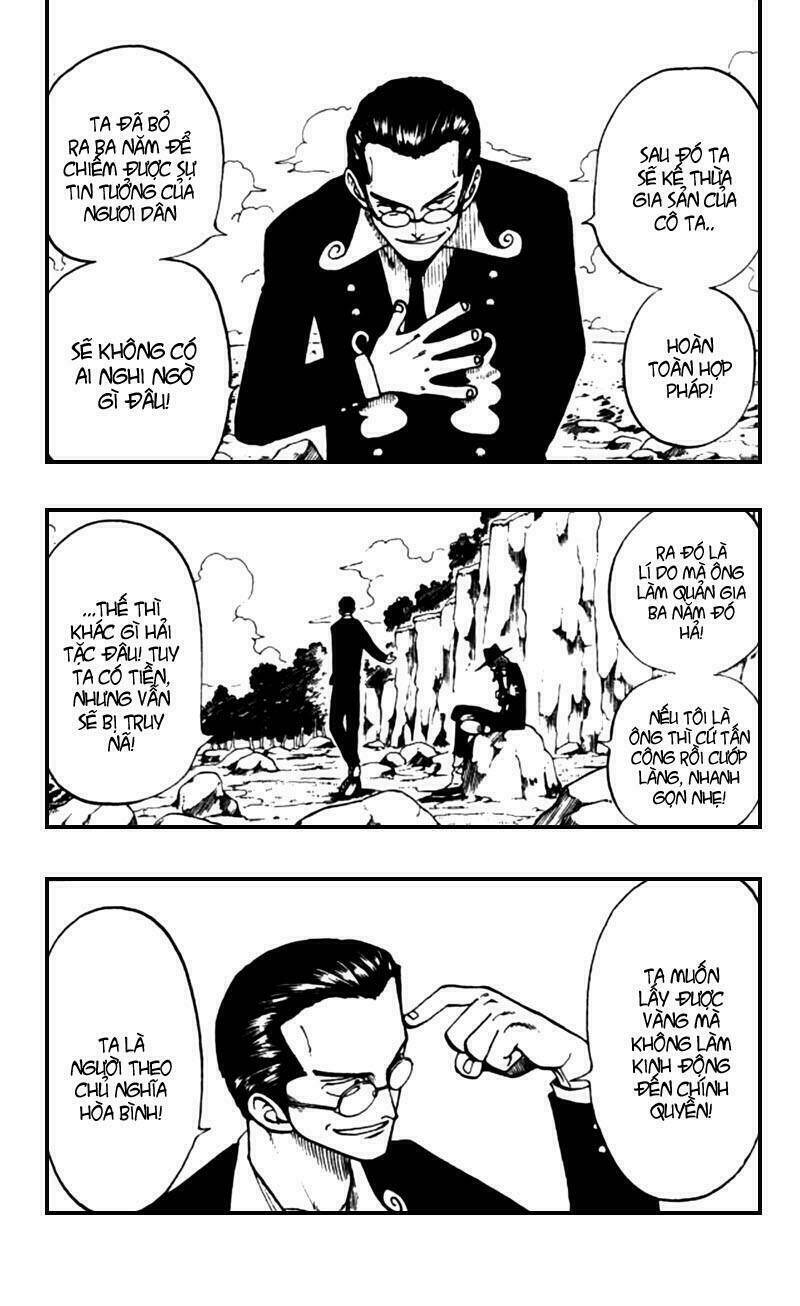 SAU ĐÓ TA
SẼ KẾ THỪA
GIA SẢN CỦA
CÔ TA..
HOÀN
TOÀN HỢP
PHÁP!
TA ĐÃ BỎ
RA BA NĂM ĐỂ
CHIẾM ĐƯỢC SỰ
TIN TƯỞNG CỦA
NGƯƠI DÂN
SẼ KHÔNG CÓ
AI NGHI NGỜ
GÌ ĐÂU!
RA ĐÓ LÀ
LÍ DO MÀ ÔNG
LÀM QUẢN GIA
BA NĂM ĐÓ
HẢ!
NẾU TÔI LÀ
ÔNG THÌ CỨ TẤN
CÔNG RỒI CƯỚP
LÀNG, NHANH
GỌN NHẸ!
...THẾ THÌ
KHÁC GÌ HẢI
TẶC ĐÂU! TUY
TA CÓ TIỀN,
NHƯNG VẪN
SẼ BỊ TRUY
NÃ!
TA MUỐN
LẤY ĐƯỢC
VÀNG MÀ
KHÔNG LÀM
KINH ĐỘNG
ĐẾN CHÍNH
QUYỀN!
TA LÀ
NGƯỜI THEO
CHỦ NGHĨA
HÒA BÌNH!